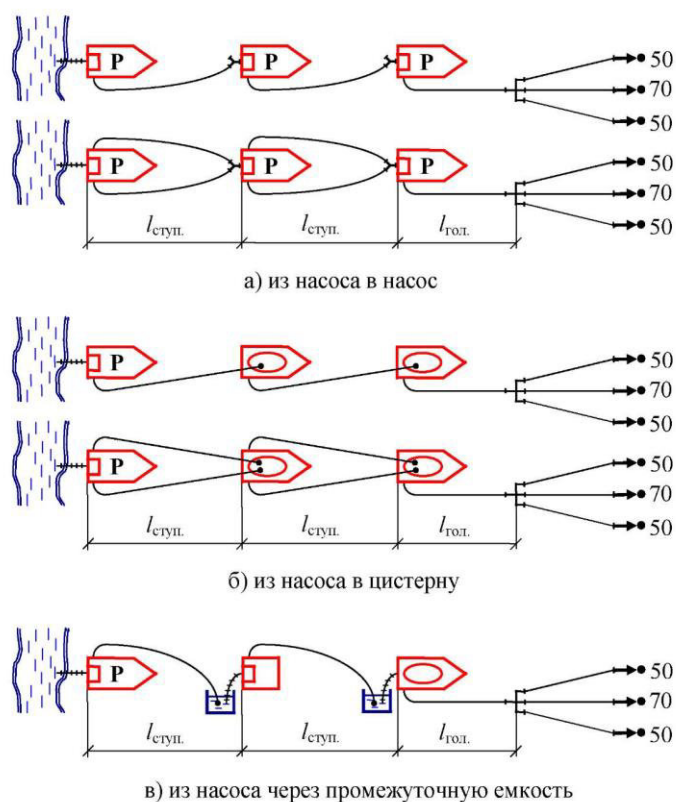 P P P 50
70
50
P P P 50
70
50
lступ. lступ. lгол.
а) из насоса в насос
P 50
70
50
P 50
70
50
lступ. lступ. lгол.
б) из насоса в цистерну
P 50
70
50
lступ. lступ. lгол.
в) из насоса через промежуточную емкость